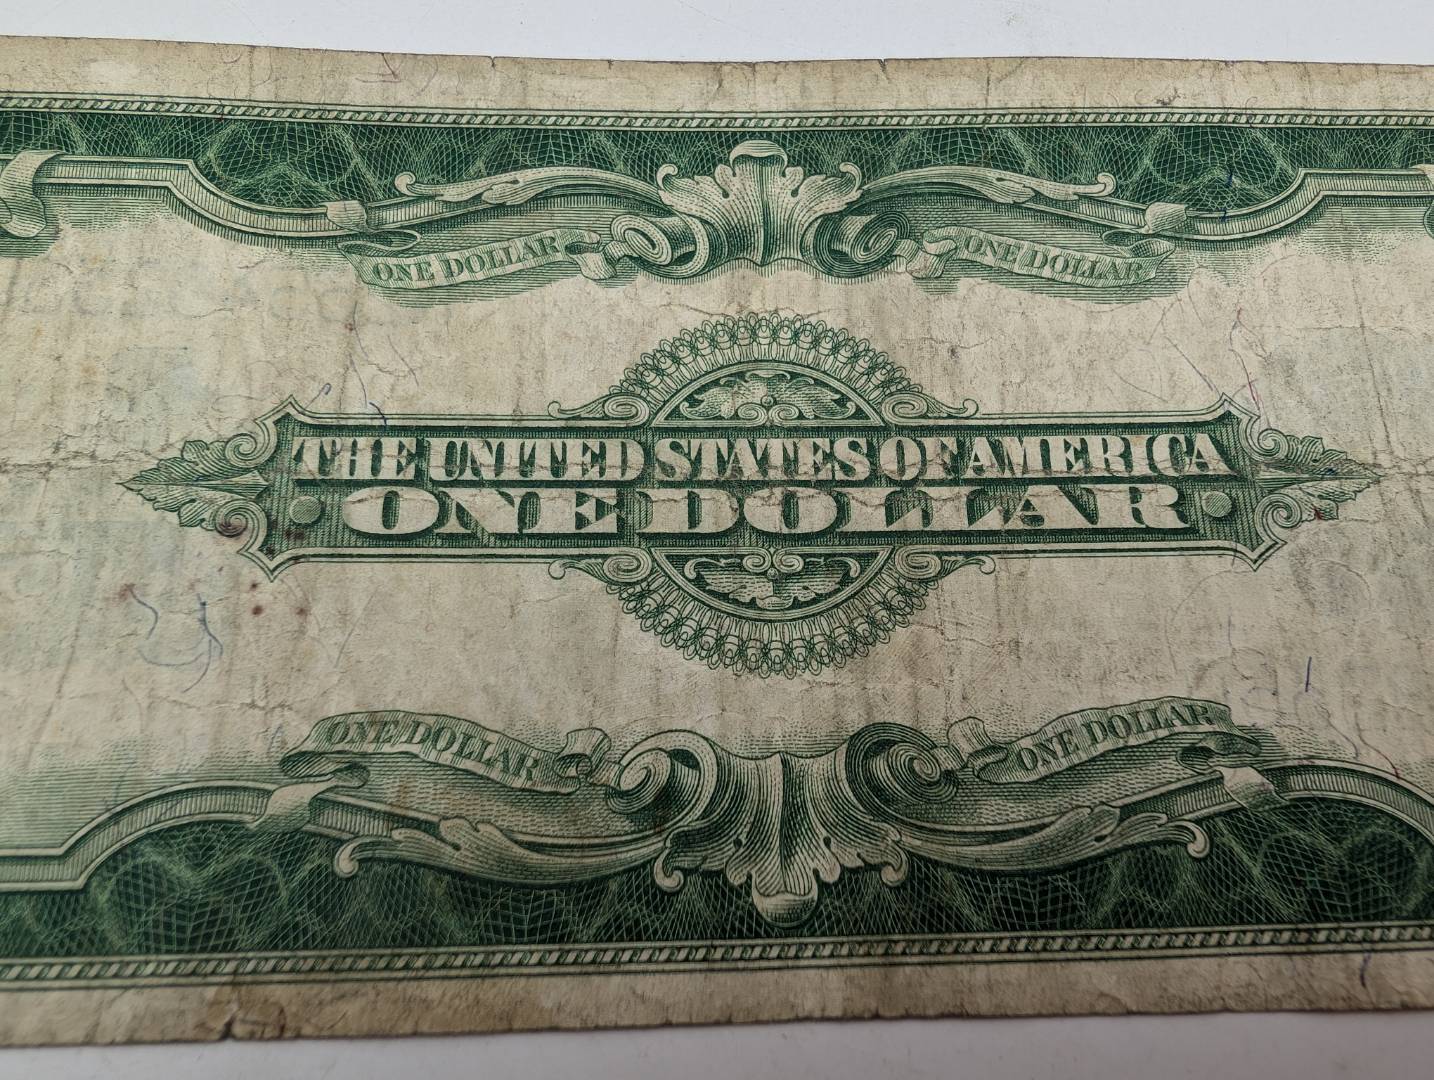 ONE DOLLAR ONE DOLLAR
THE UNITED STATES OF AMERICA
ONE DOLLAR
ONE DOLLAR ONE DOLLAR